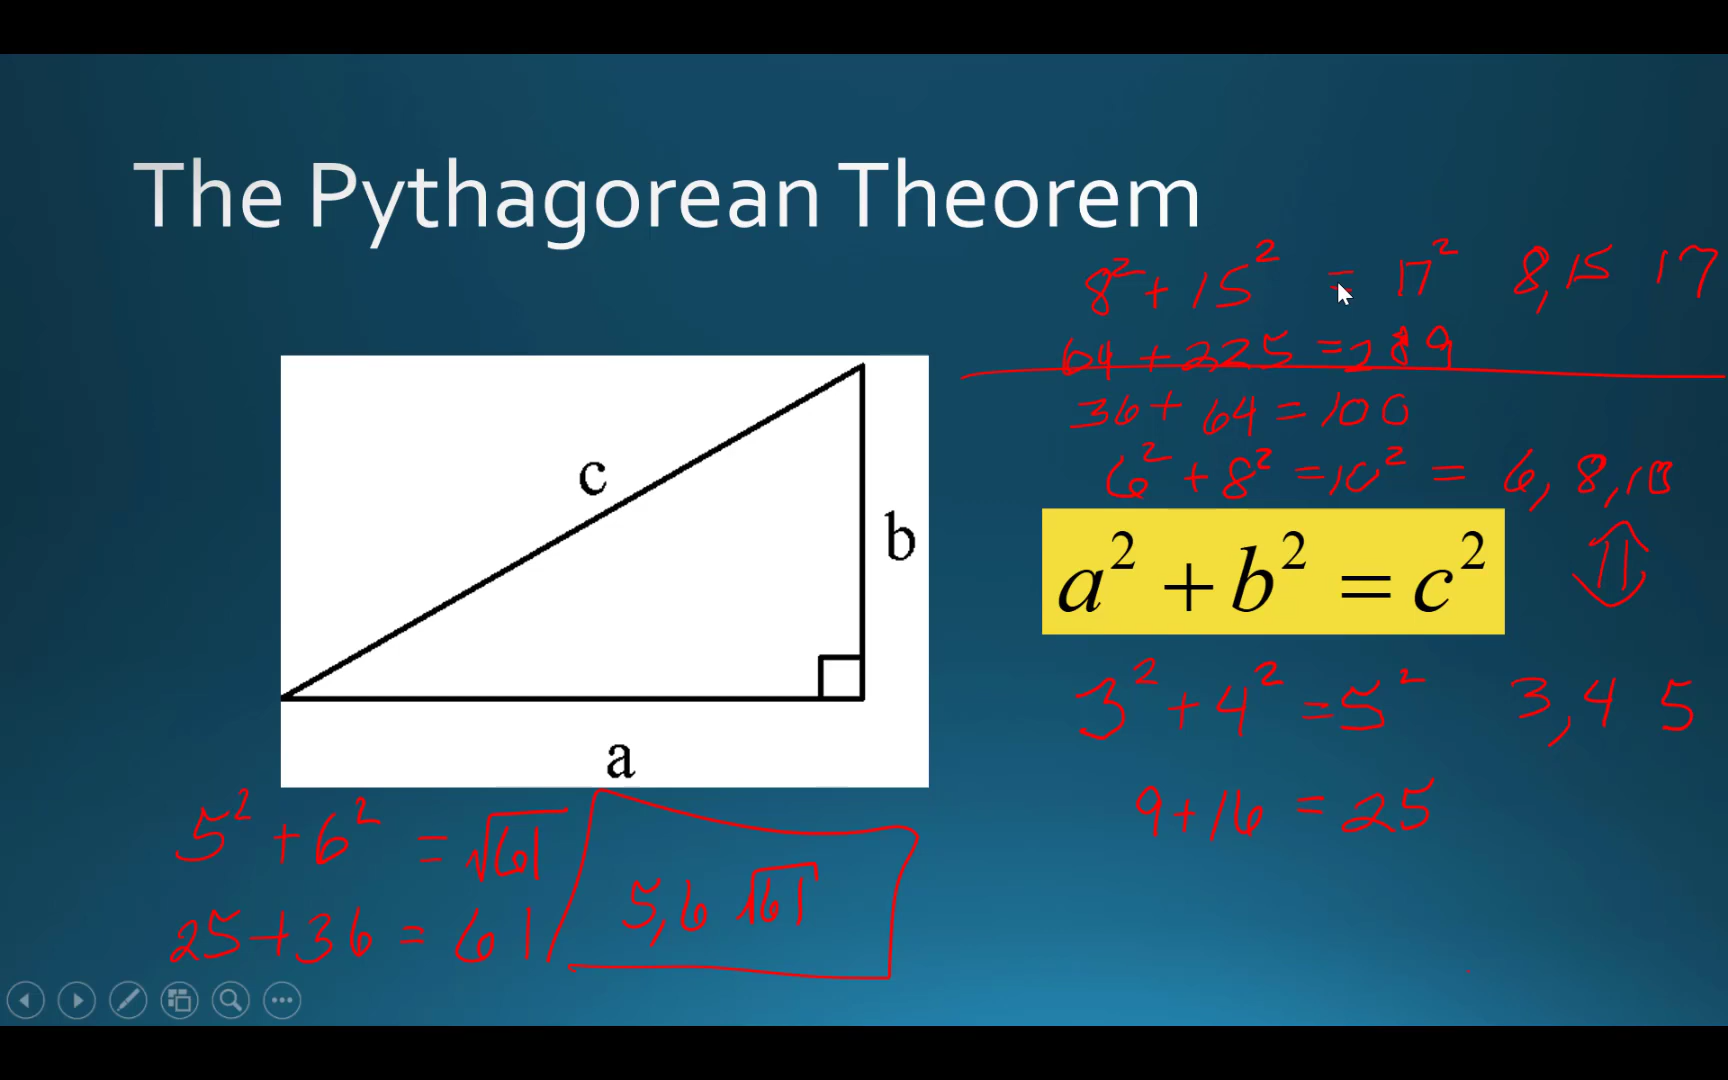 The Pythagorean Theorem
8² + 15² = 17² 8, 15 17
64 + 225 = 289
36 + 64 = 100
6² + 8² = 10² = 6, 8, 10
c
b
a
a² + b² = c²
3² + 4² = 5² 3, 4 5
9 + 16 = 25
5² + 6² = √61
25 + 36 = 61
5, 6 √61